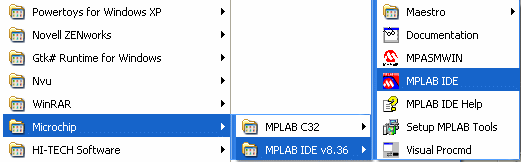 Powertoys for Windows XP
Novell ZENworks
Gtk# Runtime for Windows
Nvu
WinRAR
Microchip
HI-TECH Software
MPLAB C32
MPLAB IDE v8.36
Maestro
Documentation
MPASMWIN
MPLAB IDE
MPLAB IDE Help
Setup MPLAB Tools
Visual Procmd